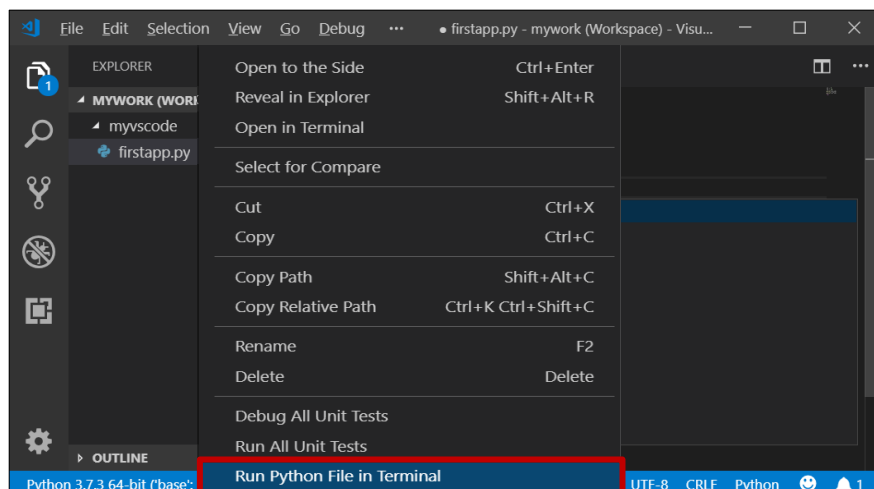 File Edit Selection View Go Debug ••• ● firstapp.py - mywork (Workspace) - Visu...
EXPLORER
MYWORK (WORK
myvscode
firstapp.py
1
Open to the Side Ctrl+Enter
Reveal in Explorer Shift+Alt+R
Open in Terminal
Select for Compare
Cut Ctrl+X
Copy Ctrl+C
Copy Path Shift+Alt+C
Copy Relative Path Ctrl+K Ctrl+Shift+C
Rename F2
Delete Delete
Debug All Unit Tests
Run All Unit Tests
Run Python File in Terminal
OUTLINE
Python 3.7.3 64-bit ('base': UTF-8 CRLF Python 1